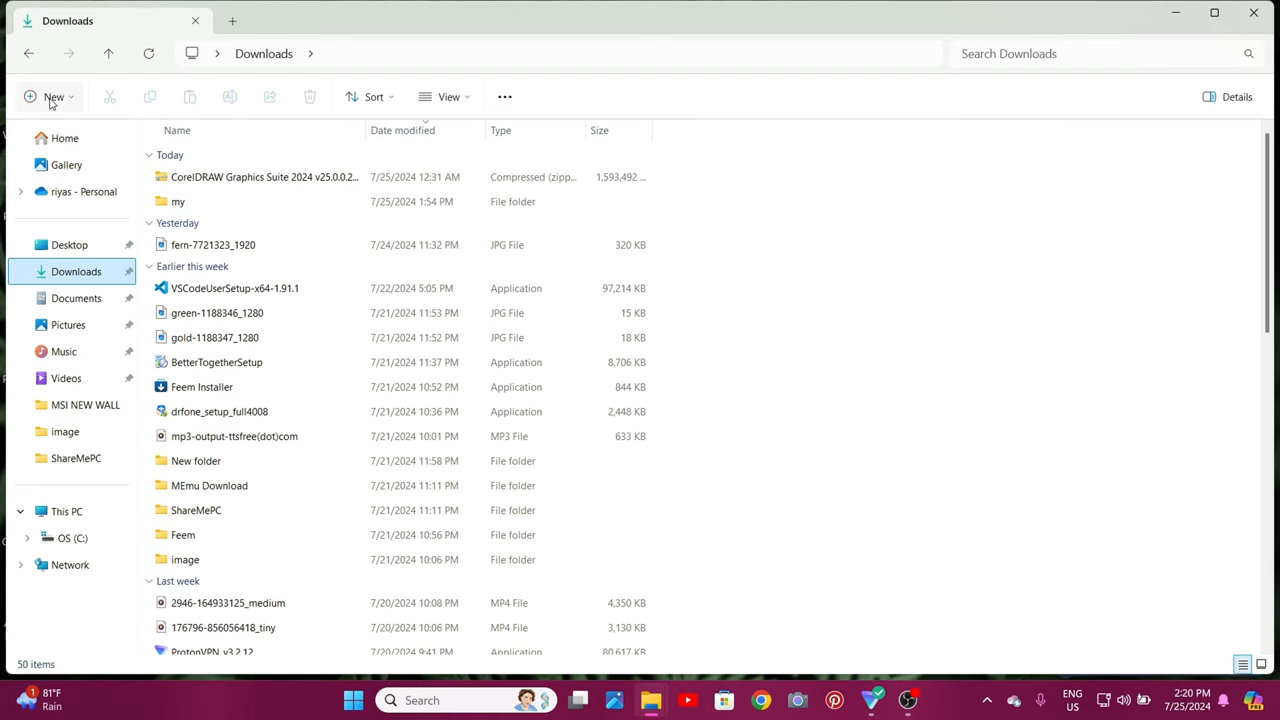 Downloads
Downloads
Search Downloads
New
Sort
View
Details
Home
Gallery
riyas - Personal
Desktop
Downloads
Documents
Pictures
Music
Videos
MSI NEW WALL
image
ShareMePC
This PC
OS (C:)
Network
Name Date modified Type Size
Today
CorelDRAW Graphics Suite 2024 v25.0.0.2... 7/25/2024 12:31 AM Compressed (zipp... 1,593,492 ...
my 7/25/2024 1:54 PM File folder
Yesterday
fern-7721323_1920 7/24/2024 11:32 PM JPG File 320 KB
Earlier this week
VSCodeUserSetup-x64-1.91.1 7/22/2024 5:05 PM Application 97,214 KB
green-1188346_1280 7/21/2024 11:53 PM JPG File 15 KB
gold-1188347_1280 7/21/2024 11:52 PM JPG File 18 KB
BetterTogetherSetup 7/21/2024 11:37 PM Application 8,706 KB
Feem Installer 7/21/2024 10:52 PM Application 844 KB
drfone_setup_full4008 7/21/2024 10:36 PM Application 2,448 KB
mp3-output-ttsfree(dot)com 7/21/2024 10:01 PM MP3 File 633 KB
New folder 7/21/2024 11:58 PM File folder
MEmu Download 7/21/2024 11:11 PM File folder
ShareMePC 7/21/2024 11:11 PM File folder
Feem 7/21/2024 10:56 PM File folder
image 7/21/2024 10:06 PM File folder
Last week
2946-164933125_medium 7/20/2024 10:08 PM MP4 File 4,350 KB
176796-856056418_tiny 7/20/2024 10:06 PM MP4 File 3,130 KB
ProtonVPN_v3.2.12 7/20/2024 9:41 PM Application 80,617 KB
50 items
1
81°F
Rain
Search
ENG
US
2:20 PM
7/25/2024